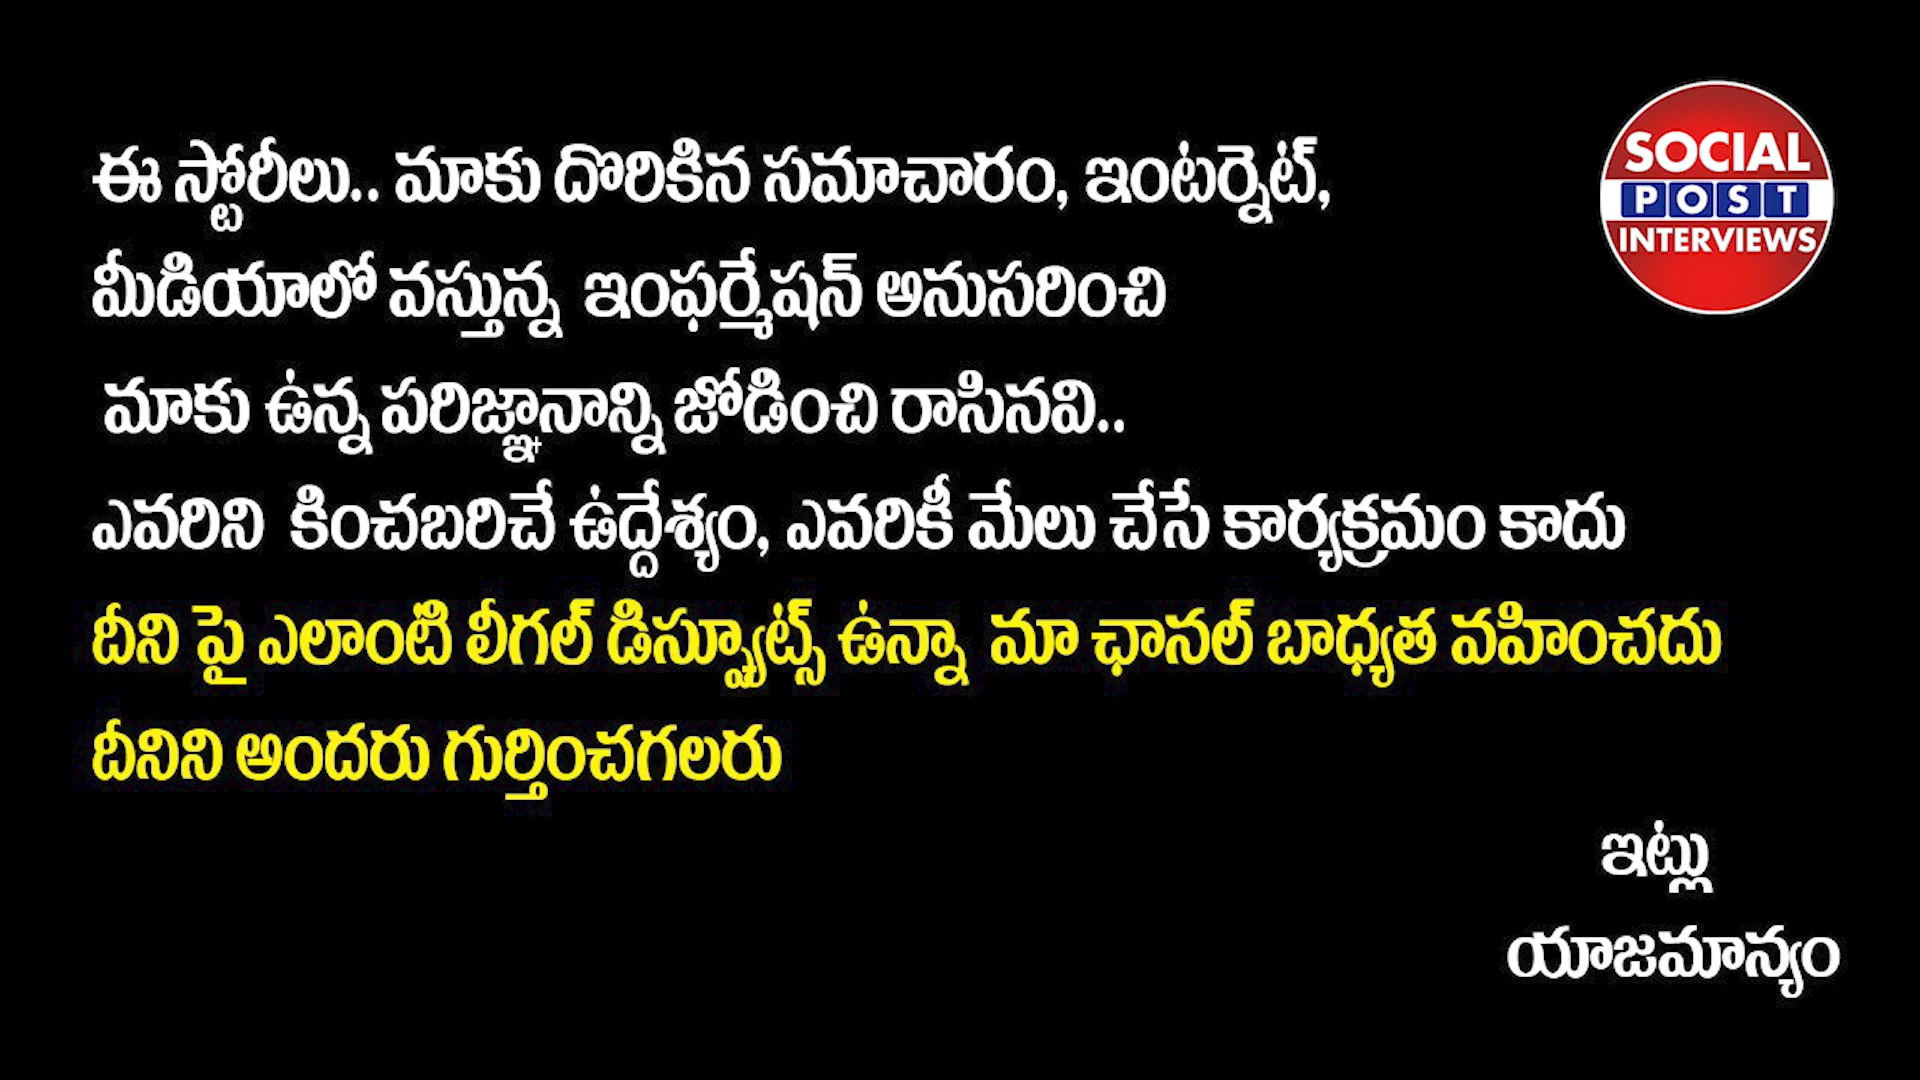 ఈ స్టోరీలు.. మాకు దొరికిన సమాచారం, ఇంటర్నెట్,
మీడియాలో వస్తున్న ఇంఫర్మేషన్ అనుసరించి
మాకు ఉన్న పరిజ్ఞానాన్ని జోడించి రాసినవి..
ఎవరిని కించబరిచే ఉద్దేశ్యం, ఎవరికీ మేలు చేసే కార్యక్రమం కాదు
దీని పై ఎలాంటి లీగల్ డిస్ప్యూట్స్ ఉన్నా మా ఛానల్ బాధ్యత వహించదు
దీనిని అందరు గుర్తించగలరు
ఇట్లు
యాజమాన్యం
SOCIAL
POST
INTERVIEWS